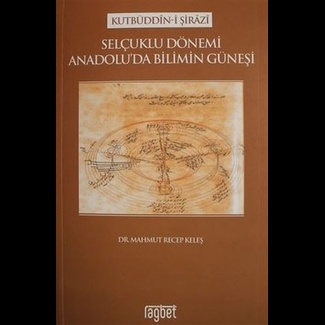 KUTBÜDDİN-İ ŞİRÂZİ
SELÇUKLU DÖNEMİ
ANADOLU'DA BİLİMİN GÜNEŞİ
DR. MAHMUT RECEP KELEŞ
rağbet